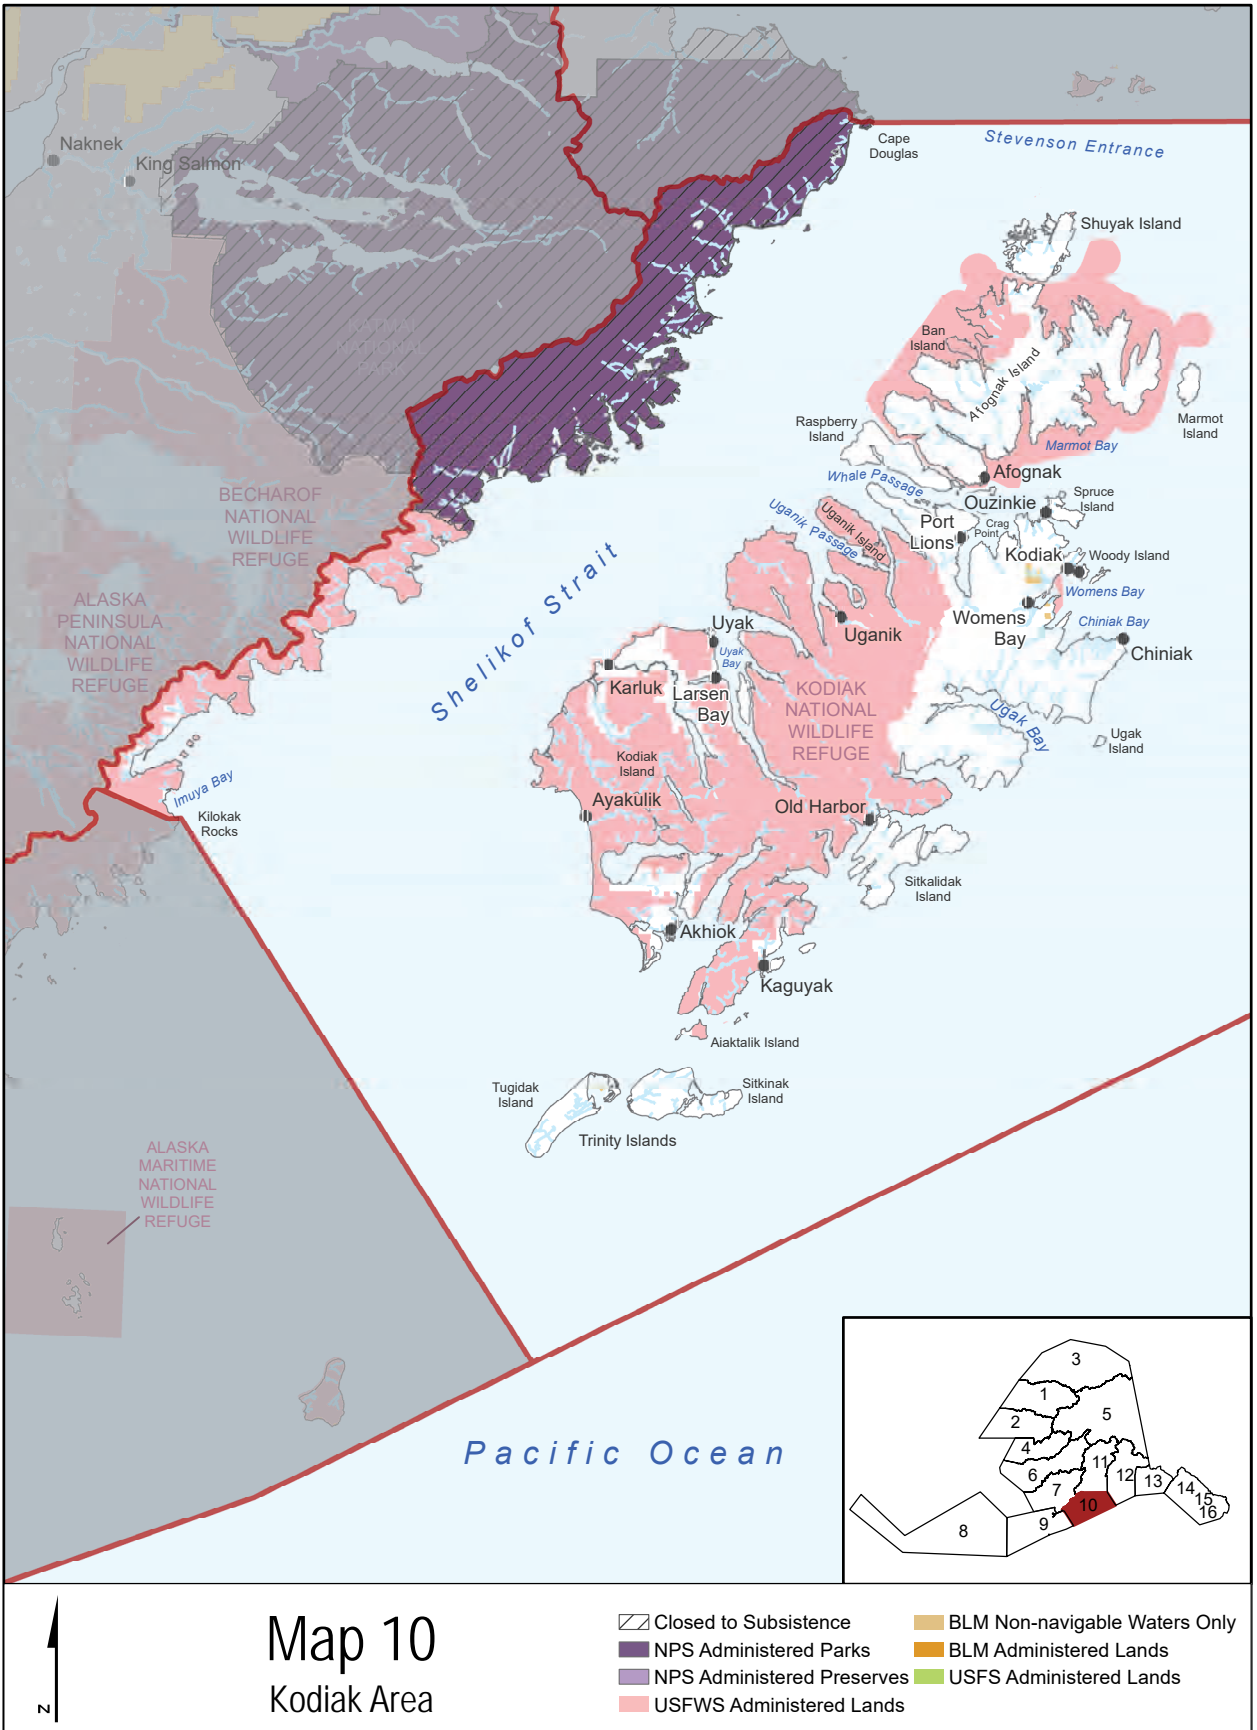 Naknek
King Salmon
Cape
Douglas
Stevenson Entrance
Shuyak Island
KATMAI
NATIONAL
PARK
Ban
Island
Afognak Island
Marmot
Island
Raspberry
Island
Marmot Bay
Afognak
Whale Passage
Ouzinkie
Spruce
Island
BECHAROF
NATIONAL
WILDLIFE
REFUGE
Uganik Passage
Uganik Island
Port
Lions
Crag
Point
Kodiak
Woody Island
Womens Bay
ALASKA
PENINSULA
NATIONAL
WILDLIFE
REFUGE
Shelikof Strait
Uyak
Uganik
Womens
Bay
Chiniak Bay
Chiniak
Uyak
Bay
Karluk
Larsen
Bay
KODIAK
NATIONAL
WILDLIFE
REFUGE
Ugak Bay
Ugak
Island
Kodiak
Island
Imuya Bay
Kilokak
Rocks
Ayakulik
Old Harbor
Sitkalidak
Island
Akhiok
Kaguyak
Aiaktalik Island
Tugidak
Island
Sitkinak
Island
Trinity Islands
ALASKA
MARITIME
NATIONAL
WILDLIFE
REFUGE
Pacific Ocean
3
1
5
2
4
11
6
12
13
7
14
10
15
16
9
8
N
Map 10
Kodiak Area
Closed to Subsistence
NPS Administered Parks
NPS Administered Preserves
USFWS Administered Lands
BLM Non-navigable Waters Only
BLM Administered Lands
USFS Administered Lands